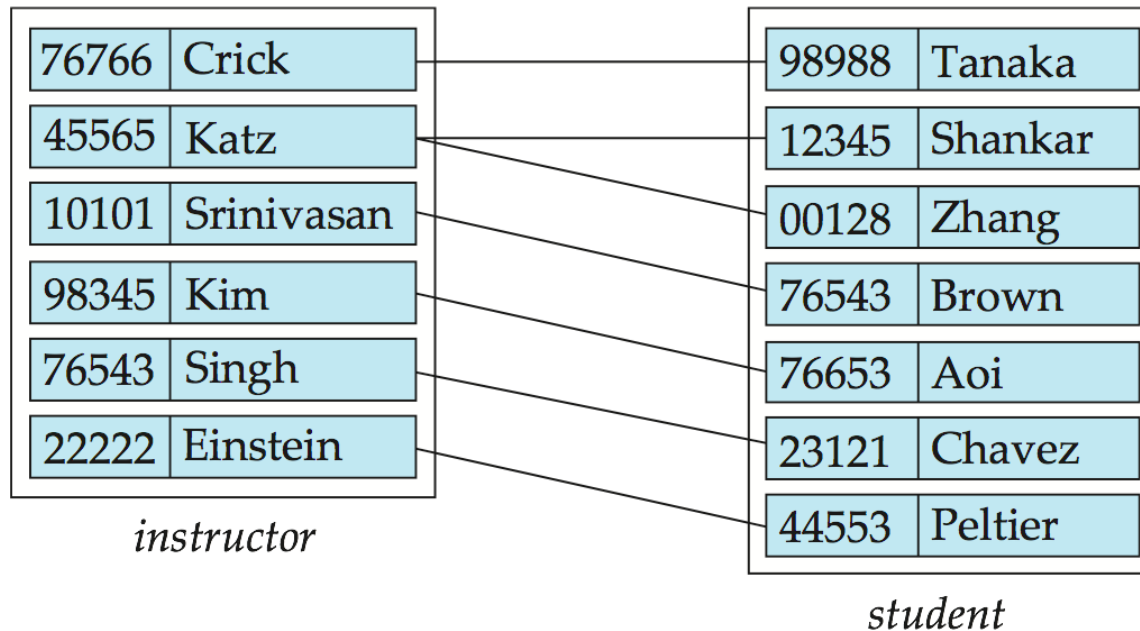 76766 Crick
45565 Katz
10101 Srinivasan
98345 Kim
76543 Singh
22222 Einstein
instructor
98988 Tanaka
12345 Shankar
00128 Zhang
76543 Brown
76653 Aoi
23121 Chavez
44553 Peltier
student